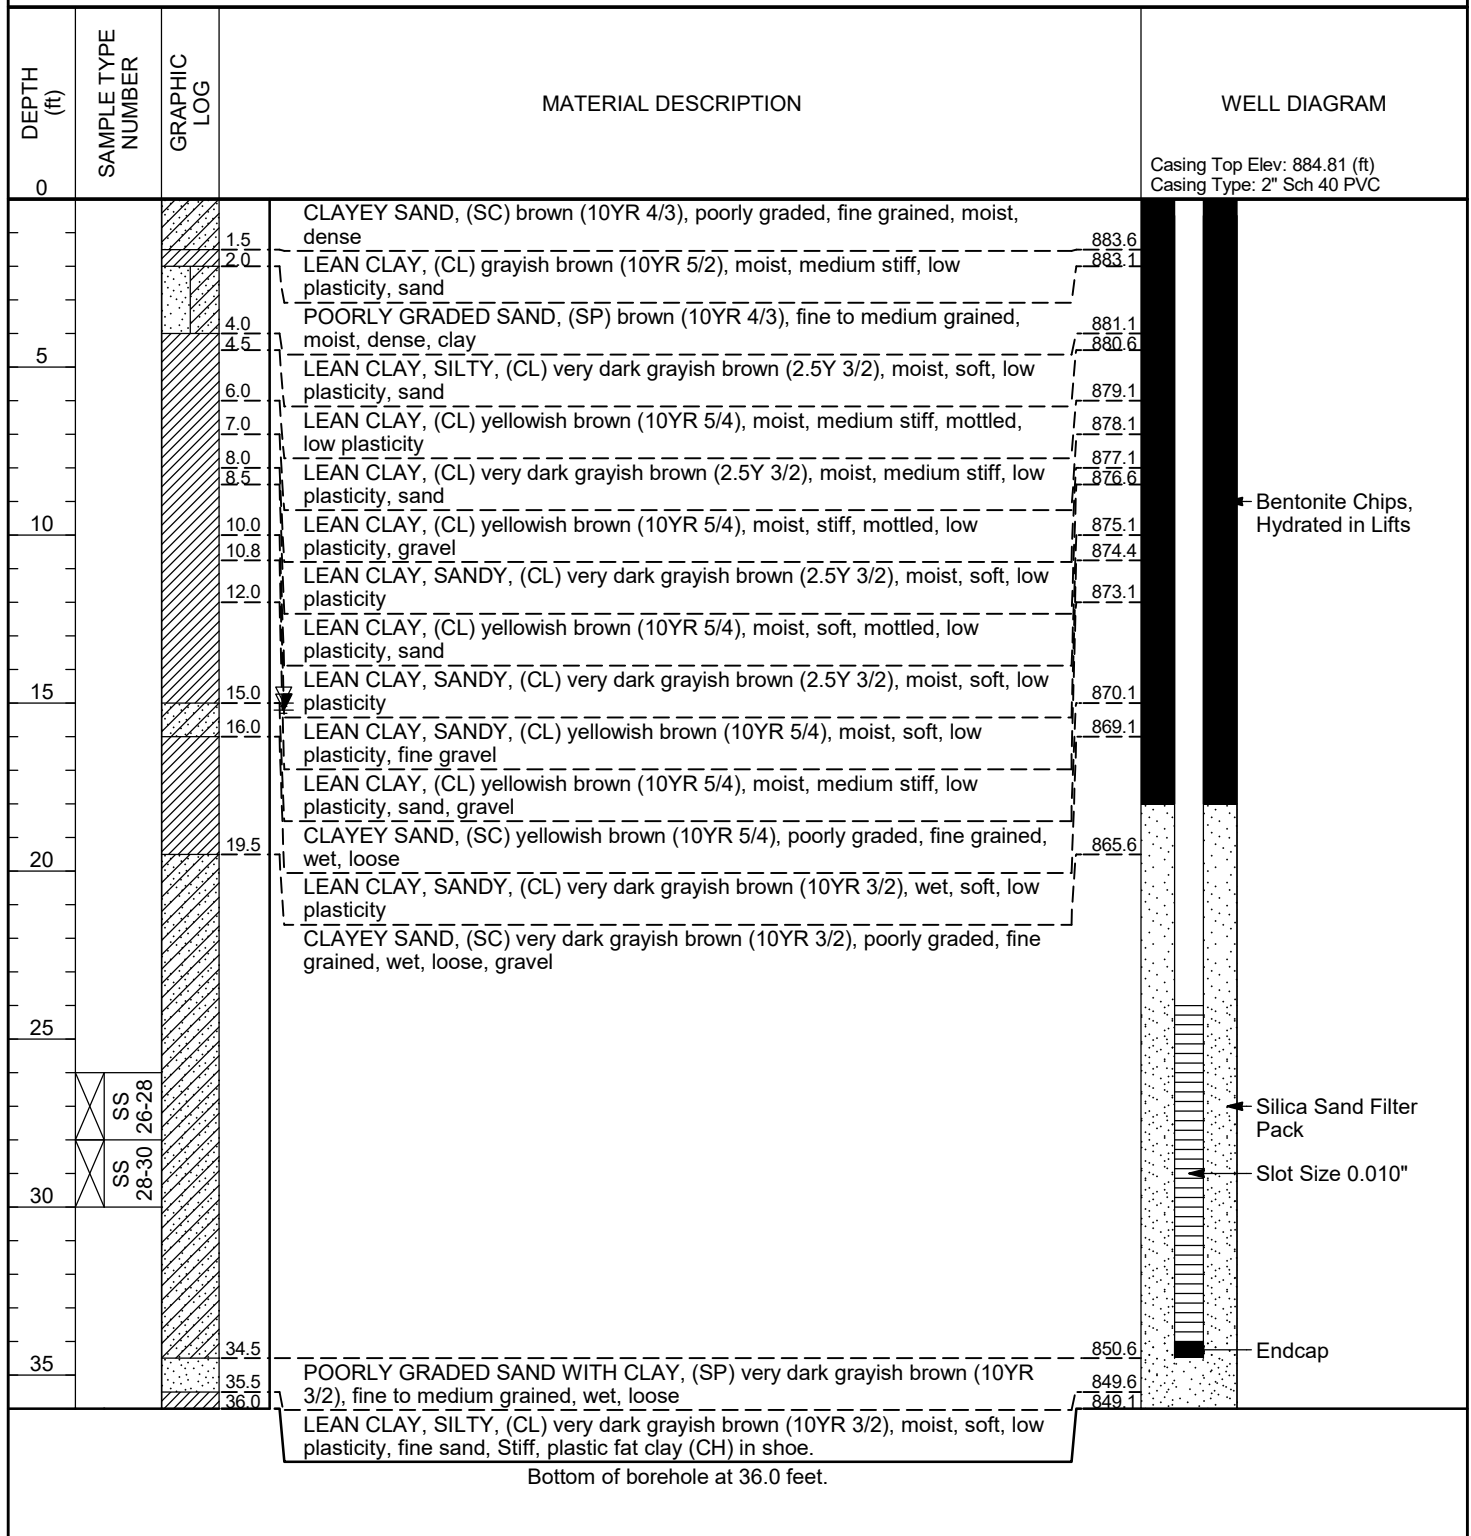 DEPTH
(ft)
SAMPLE TYPE
NUMBER
GRAPHIC
LOG
MATERIAL DESCRIPTION
WELL DIAGRAM
Casing Top Elev: 884.81 (ft)
Casing Type: 2" Sch 40 PVC
0
CLAYEY SAND, (SC) brown (10YR 4/3), poorly graded, fine grained, moist,
dense
1.5
883.6
2.0
883.1
LEAN CLAY, (CL) grayish brown (10YR 5/2), moist, medium stiff, low
plasticity, sand
POORLY GRADED SAND, (SP) brown (10YR 4/3), fine to medium grained,
moist, dense, clay
4.0
881.1
4.5
880.6
5
LEAN CLAY, SILTY, (CL) very dark grayish brown (2.5Y 3/2), moist, soft, low
plasticity, sand
6.0
879.1
LEAN CLAY, (CL) yellowish brown (10YR 5/4), moist, medium stiff, mottled,
low plasticity
7.0
878.1
8.0
877.1
LEAN CLAY, (CL) very dark grayish brown (2.5Y 3/2), moist, medium stiff, low
plasticity, sand
8.5
876.6
Bentonite Chips,
Hydrated in Lifts
10
10.0
875.1
LEAN CLAY, (CL) yellowish brown (10YR 5/4), moist, stiff, mottled, low
plasticity, gravel
10.8
874.4
LEAN CLAY, SANDY, (CL) very dark grayish brown (2.5Y 3/2), moist, soft, low
plasticity
12.0
873.1
LEAN CLAY, (CL) yellowish brown (10YR 5/4), moist, soft, mottled, low
plasticity, sand
LEAN CLAY, SANDY, (CL) very dark grayish brown (2.5Y 3/2), moist, soft, low
plasticity
15
15.0
870.1
LEAN CLAY, SANDY, (CL) yellowish brown (10YR 5/4), moist, soft, low
plasticity, fine gravel
16.0
869.1
LEAN CLAY, (CL) yellowish brown (10YR 5/4), moist, medium stiff, low
plasticity, sand, gravel
CLAYEY SAND, (SC) yellowish brown (10YR 5/4), poorly graded, fine grained,
wet, loose
19.5
865.6
20
LEAN CLAY, SANDY, (CL) very dark grayish brown (10YR 3/2), wet, soft, low
plasticity
CLAYEY SAND, (SC) very dark grayish brown (10YR 3/2), poorly graded, fine
grained, wet, loose, gravel
25
SS
26-28
Silica Sand Filter
Pack
SS
28-30
Slot Size 0.010"
30
34.5
850.6
Endcap
35
POORLY GRADED SAND WITH CLAY, (SP) very dark grayish brown (10YR
3/2), fine to medium grained, wet, loose
35.5
849.6
36.0
849.1
LEAN CLAY, SILTY, (CL) very dark grayish brown (10YR 3/2), moist, soft, low
plasticity, fine sand, Stiff, plastic fat clay (CH) in shoe.
Bottom of borehole at 36.0 feet.